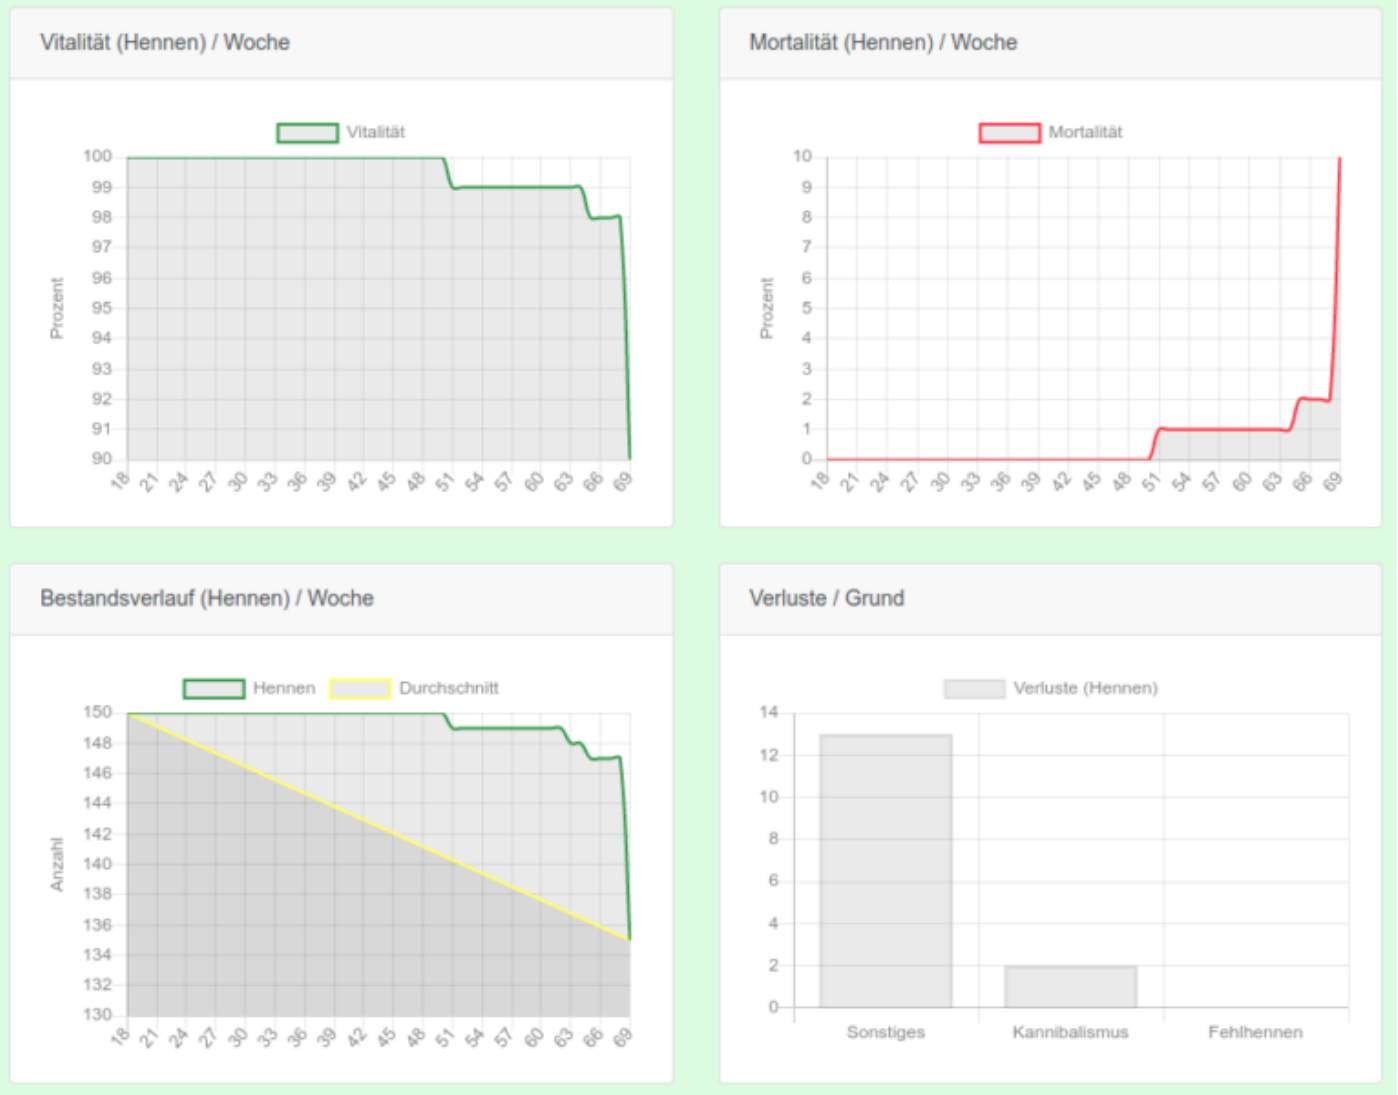 Vitalität (Hennen) / Woche
Vitalität
Prozent
100
99
98
97
96
95
94
93
92
91
90
18 21 24 27 30 33 36 39 42 45 48 51 54 57 60 63 66 69
Mortalität (Hennen) / Woche
Mortalität
Prozent
10
9
8
7
6
5
4
3
2
1
0
18 21 24 27 30 33 36 39 42 45 48 51 54 57 60 63 66 69
Bestandsverlauf (Hennen) / Woche
Hennen Durchschnitt
Anzahl
150
148
146
144
142
140
138
136
134
132
130
18 21 24 27 30 33 36 39 42 45 48 51 54 57 60 63 66 69
Verluste / Grund
Verluste (Hennen)
14
12
10
8
6
4
2
0
Sonstiges Kannibalismus Fehlhennen